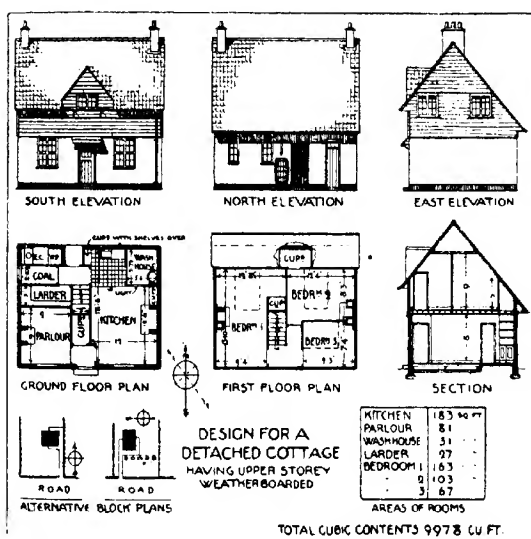 SOUTH ELEVATION
NORTH ELEVATION
EAST ELEVATION
CUPD WITH SHELVES OVER
E.C.
COAL
LARDER
PARLOUR
CUPD
WASH
HOUSE
KITCHEN
GROUND FLOOR PLAN
CUPD
BEDRM 1
CUPD
BEDRM 2
BEDRM 3
FIRST FLOOR PLAN
SECTION
ROAD
ROAD
ALTERNATIVE BLOCK PLANS
DESIGN FOR A
DETACHED COTTAGE
HAVING UPPER STOREY
WEATHERBOARDED
KITCHEN 183 SQ FT
PARLOUR 81
WASHHOUSE 31
LARDER 27
BEDROOM 1 163
2 103
3 67
AREAS OF ROOMS
TOTAL CUBIC CONTENTS 9978 CU FT.